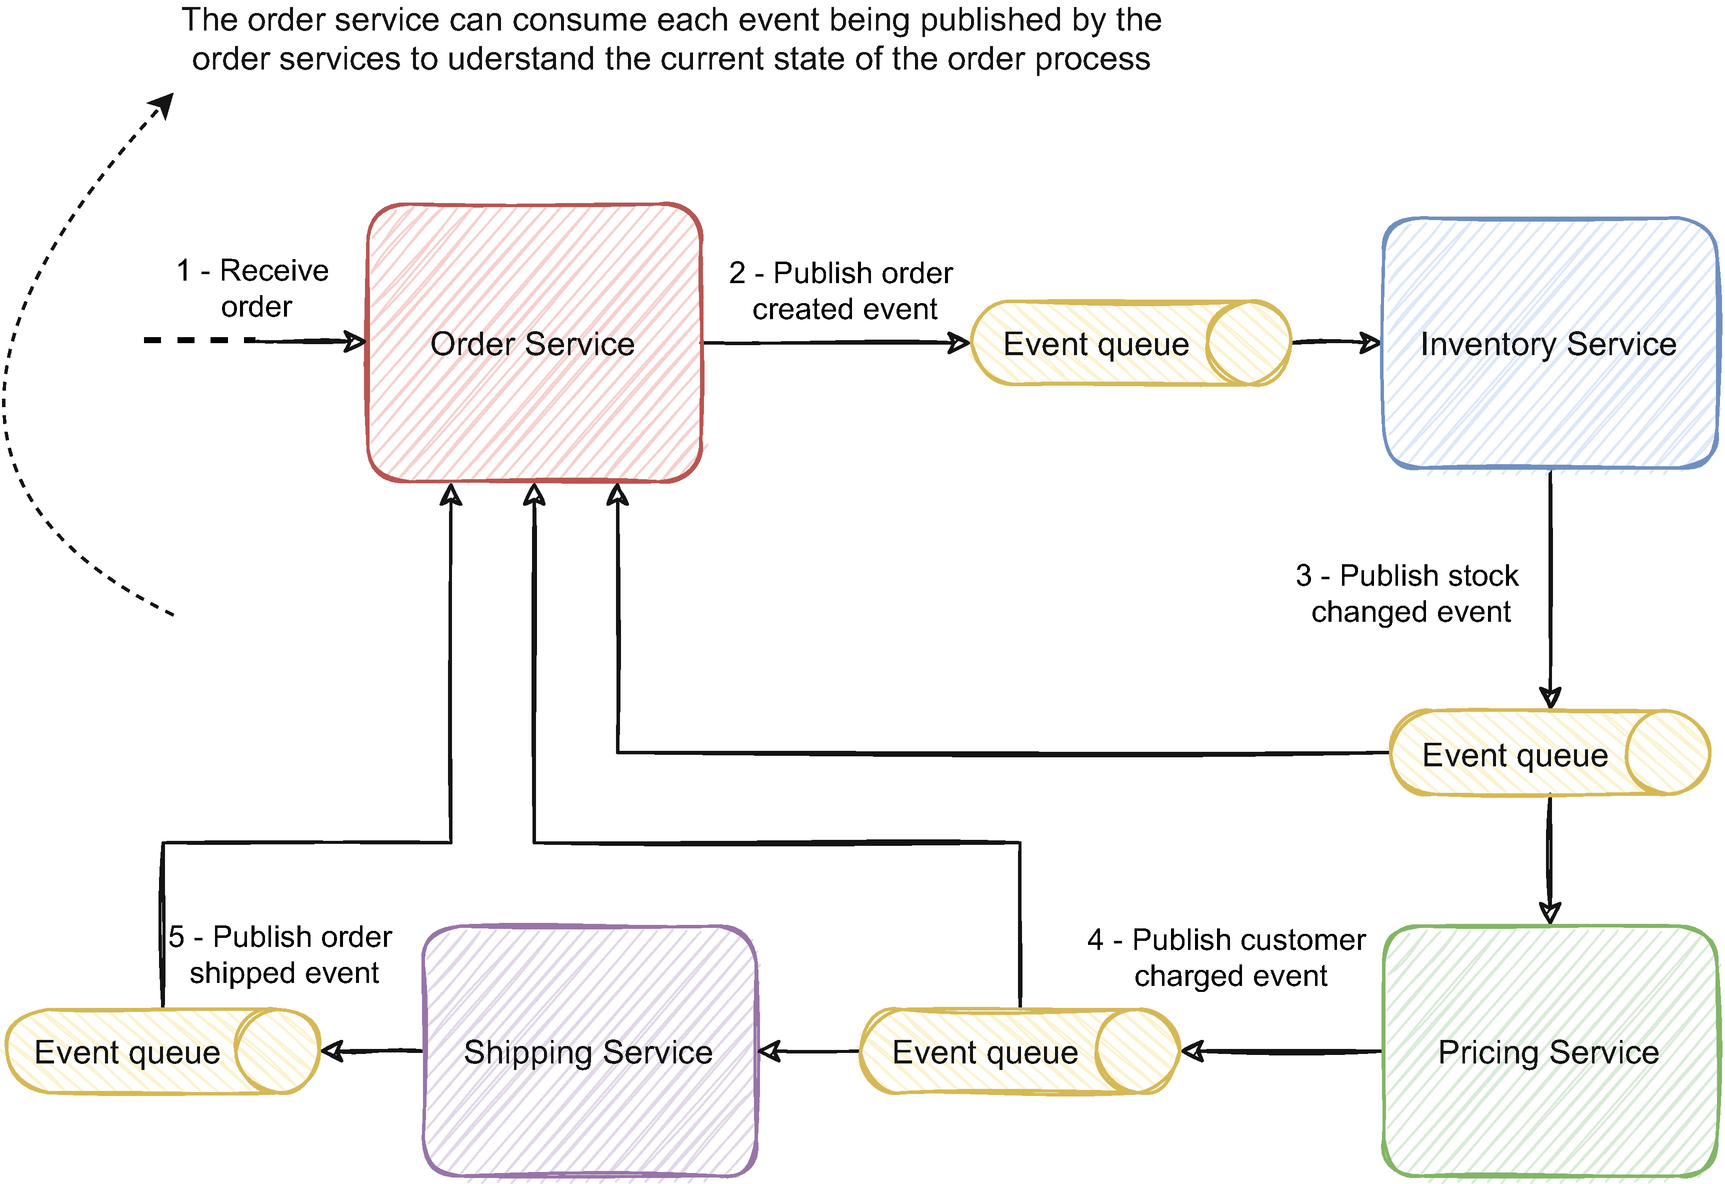 The order service can consume each event being published by the
order services to uderstand the current state of the order process
1 - Receive
order
Order Service
2 - Publish order
created event
Event queue
Inventory Service
3 - Publish stock
changed event
Event queue
5 - Publish order
shipped event
Event queue
Shipping Service
Event queue
4 - Publish customer
charged event
Pricing Service